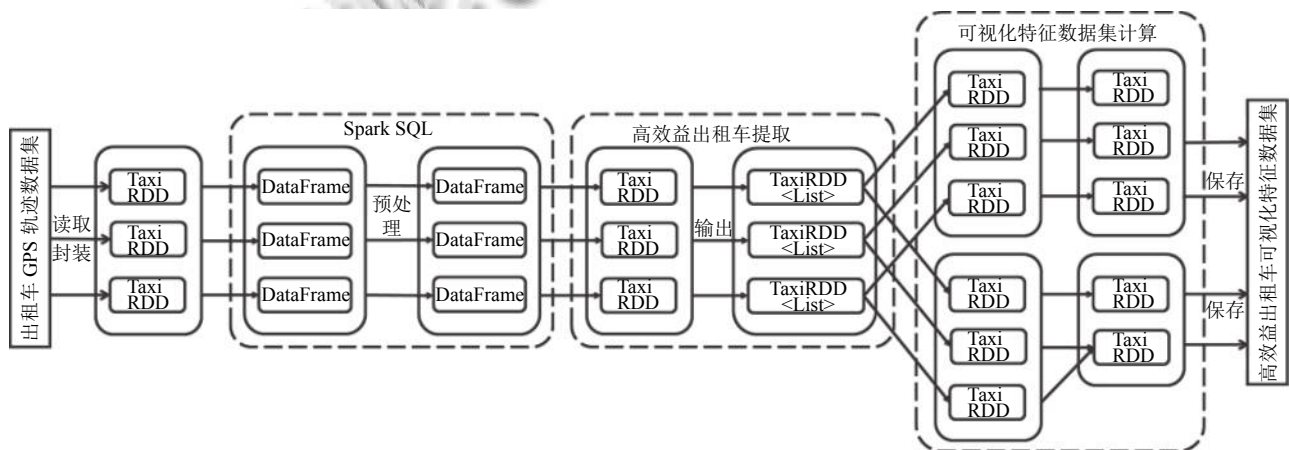 出租车 GPS 轨迹数据集
读取
封装
Taxi
RDD
Taxi
RDD
Taxi
RDD
Spark SQL
DataFrame
DataFrame
DataFrame
预处
理
DataFrame
DataFrame
DataFrame
高效益出租车提取
Taxi
RDD
Taxi
RDD
Taxi
RDD
输出
TaxiRDD
<List>
TaxiRDD
<List>
TaxiRDD
<List>
可视化特征数据集计算
Taxi
RDD
Taxi
RDD
Taxi
RDD
Taxi
RDD
Taxi
RDD
Taxi
RDD
Taxi
RDD
Taxi
RDD
Taxi
RDD
Taxi
RDD
Taxi
RDD
保存
保存
高效益出租车可视化特征数据集